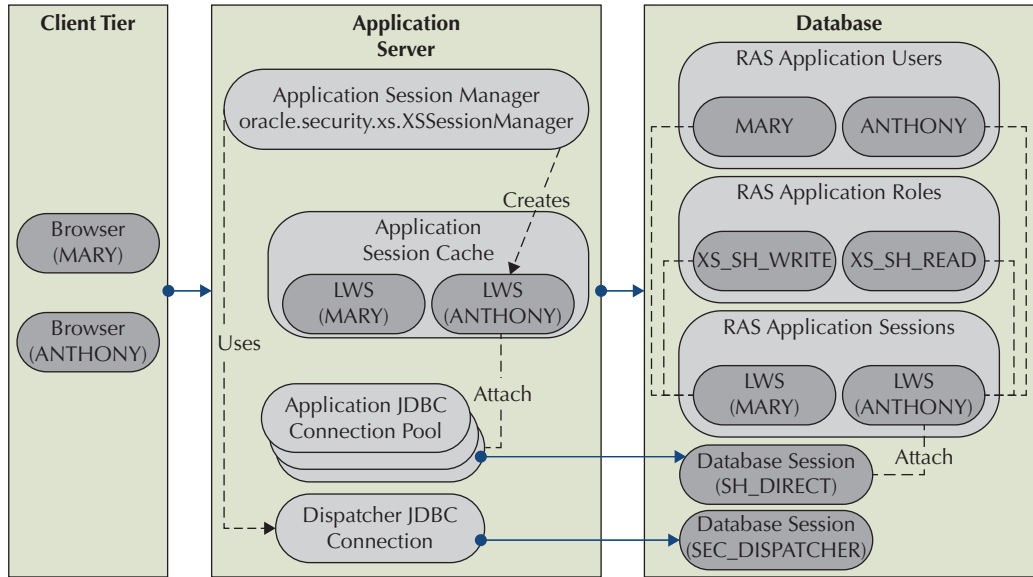 Client Tier
Browser
(MARY)
Browser
(ANTHONY)
Application
Server
Application Session Manager
oracle.security.xs.XSSessionManager
Creates
Application
Session Cache
LWS
(MARY)
LWS
(ANTHONY)
Uses
Attach
Application JDBC
Connection Pool
Dispatcher JDBC
Connection
Database
RAS Application Users
MARY
ANTHONY
RAS Application Roles
XS_SH_WRITE
XS_SH_READ
RAS Application Sessions
LWS
(MARY)
LWS
(ANTHONY)
Attach
Database Session
(SH_DIRECT)
Database Session
(SEC_DISPATCHER)